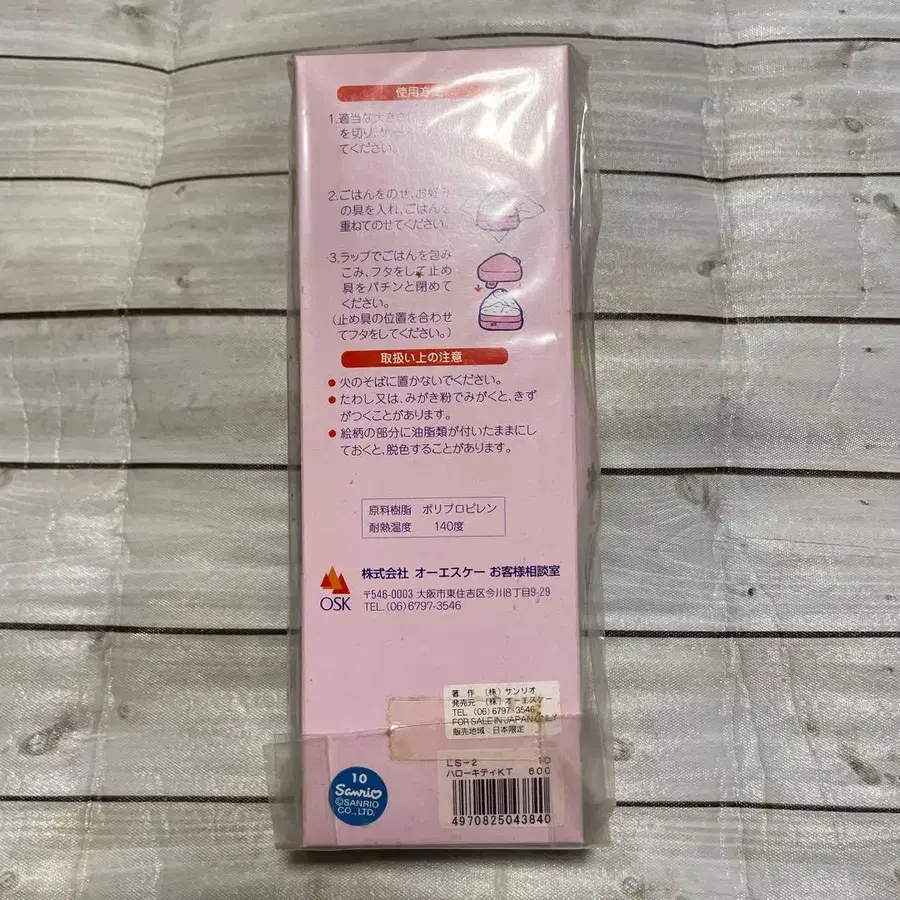 使用方
1.適当な大きさ
を切り、ケー
てください。
2.ごはんをのせ、お好み
の具を入れ、ごはんを
重ねてのせてください。
3.ラップでごはんを包み
こみ、フタをして止め
具をパチンと閉めて
ください。
(止め具の位置を合わせ
てフタをしてください。)
取扱い上の注意
●火のそばに置かないでください。
●たわし又は、みがき粉でみがくと、きず
がつくことがあります。
●絵柄の部分に油脂類が付いたままにし
ておくと、脱色することがあります。
原料樹脂 ポリプロピレン
耐熱温度 140度
OSK
株式会社 オーエスケー お客様相談室
〒546-0003 大阪市東住吉区今川8丁目9-29
TEL.(06)6797-3546
著 作 (株) サンリオ
発売元 (株) オーエスケー
TEL. (06)6797-3546
FOR SALE IN JAPAN ONLY
販売地域 日本限定
10
Sanrio
©SANRIO
CO., LTD.
LS-2 10
ハローキティKT 600
4970825043840